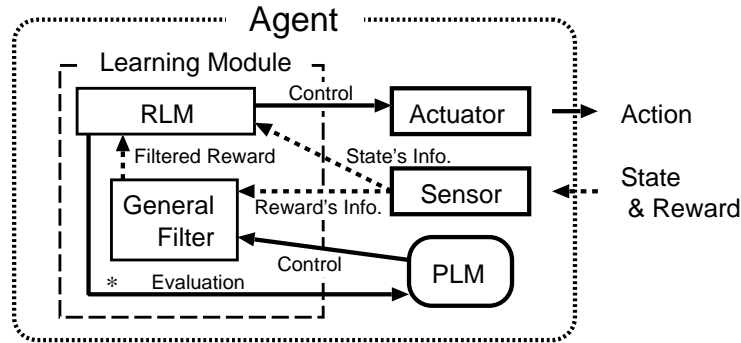 Agent
Learning Module
RLM
Control
Actuator
Action
Filtered Reward
State's Info.
General
Filter
Reward's Info.
Sensor
State
& Reward
Control
PLM
* Evaluation